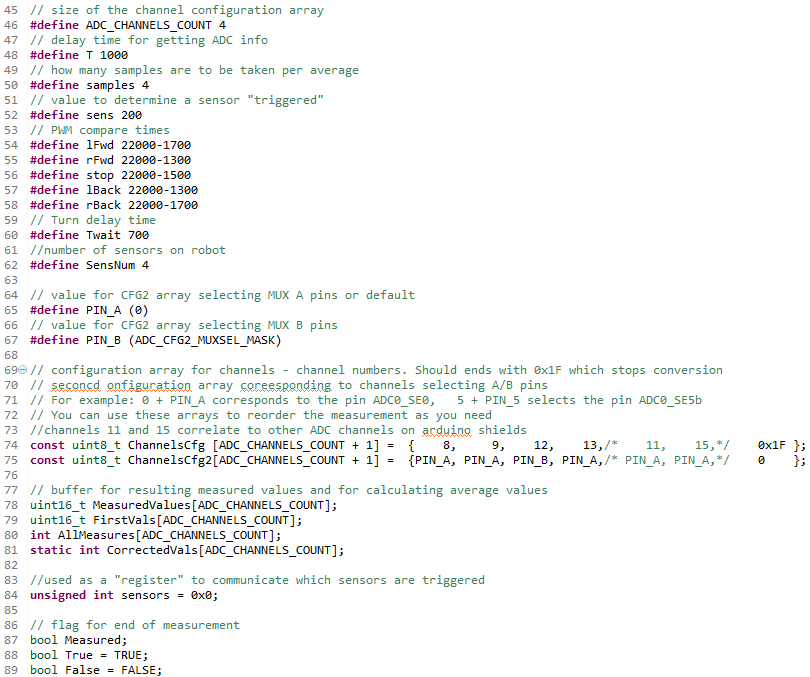 45 // size of the channel configuration array
46 #define ADC_CHANNELS_COUNT 4
47 // delay time for getting ADC info
48 #define T 1000
49 // how many samples are to be taken per average
50 #define samples 4
51 // value to determine a sensor "triggered"
52 #define sens 200
53 // PWM compare times
54 #define lFwd 22000-1700
55 #define rFwd 22000-1300
56 #define stop 22000-1500
57 #define lBack 22000-1300
58 #define rBack 22000-1700
59 // Turn delay time
60 #define Twait 700
61 //number of sensors on robot
62 #define SensNum 4
63
64 // value for CFG2 array selecting MUX A pins or default
65 #define PIN_A (0)
66 // value for CFG2 array selecting MUX B pins
67 #define PIN_B (ADC_CFG2_MUXSEL_MASK)
68
69 // configuration array for channels - channel numbers. Should ends with 0x1F which stops conversion
70 // seconcd onfiguration array coreesponding to channels selecting A/B pins
71 // For example: 0 + PIN_A corresponds to the pin ADC0_SE0,   5 + PIN_5 selects the pin ADC0_SE5b
72 // You can use these arrays to reorder the measurement as you need
73 //channels 11 and 15 correlate to other ADC channels on arduino shields
74 const uint8_t ChannelsCfg [ADC_CHANNELS_COUNT + 1] =  {    8,     9,    12,    13,/*    11,    15,*/    0x1F };
75 const uint8_t ChannelsCfg2[ADC_CHANNELS_COUNT + 1] =  {PIN_A, PIN_A, PIN_B, PIN_A,/* PIN_A, PIN_A,*/    0    };
76
77 // buffer for resulting measured values and for calculating average values
78 uint16_t MeasuredValues[ADC_CHANNELS_COUNT];
79 uint16_t FirstVals[ADC_CHANNELS_COUNT];
80 int AllMeasures[ADC_CHANNELS_COUNT];
81 static int CorrectedVals[ADC_CHANNELS_COUNT];
82
83 //used as a "register" to communicate which sensors are triggered
84 unsigned int sensors = 0x0;
85
86 // flag for end of measurement
87 bool Measured;
88 bool True = TRUE;
89 bool False = FALSE;